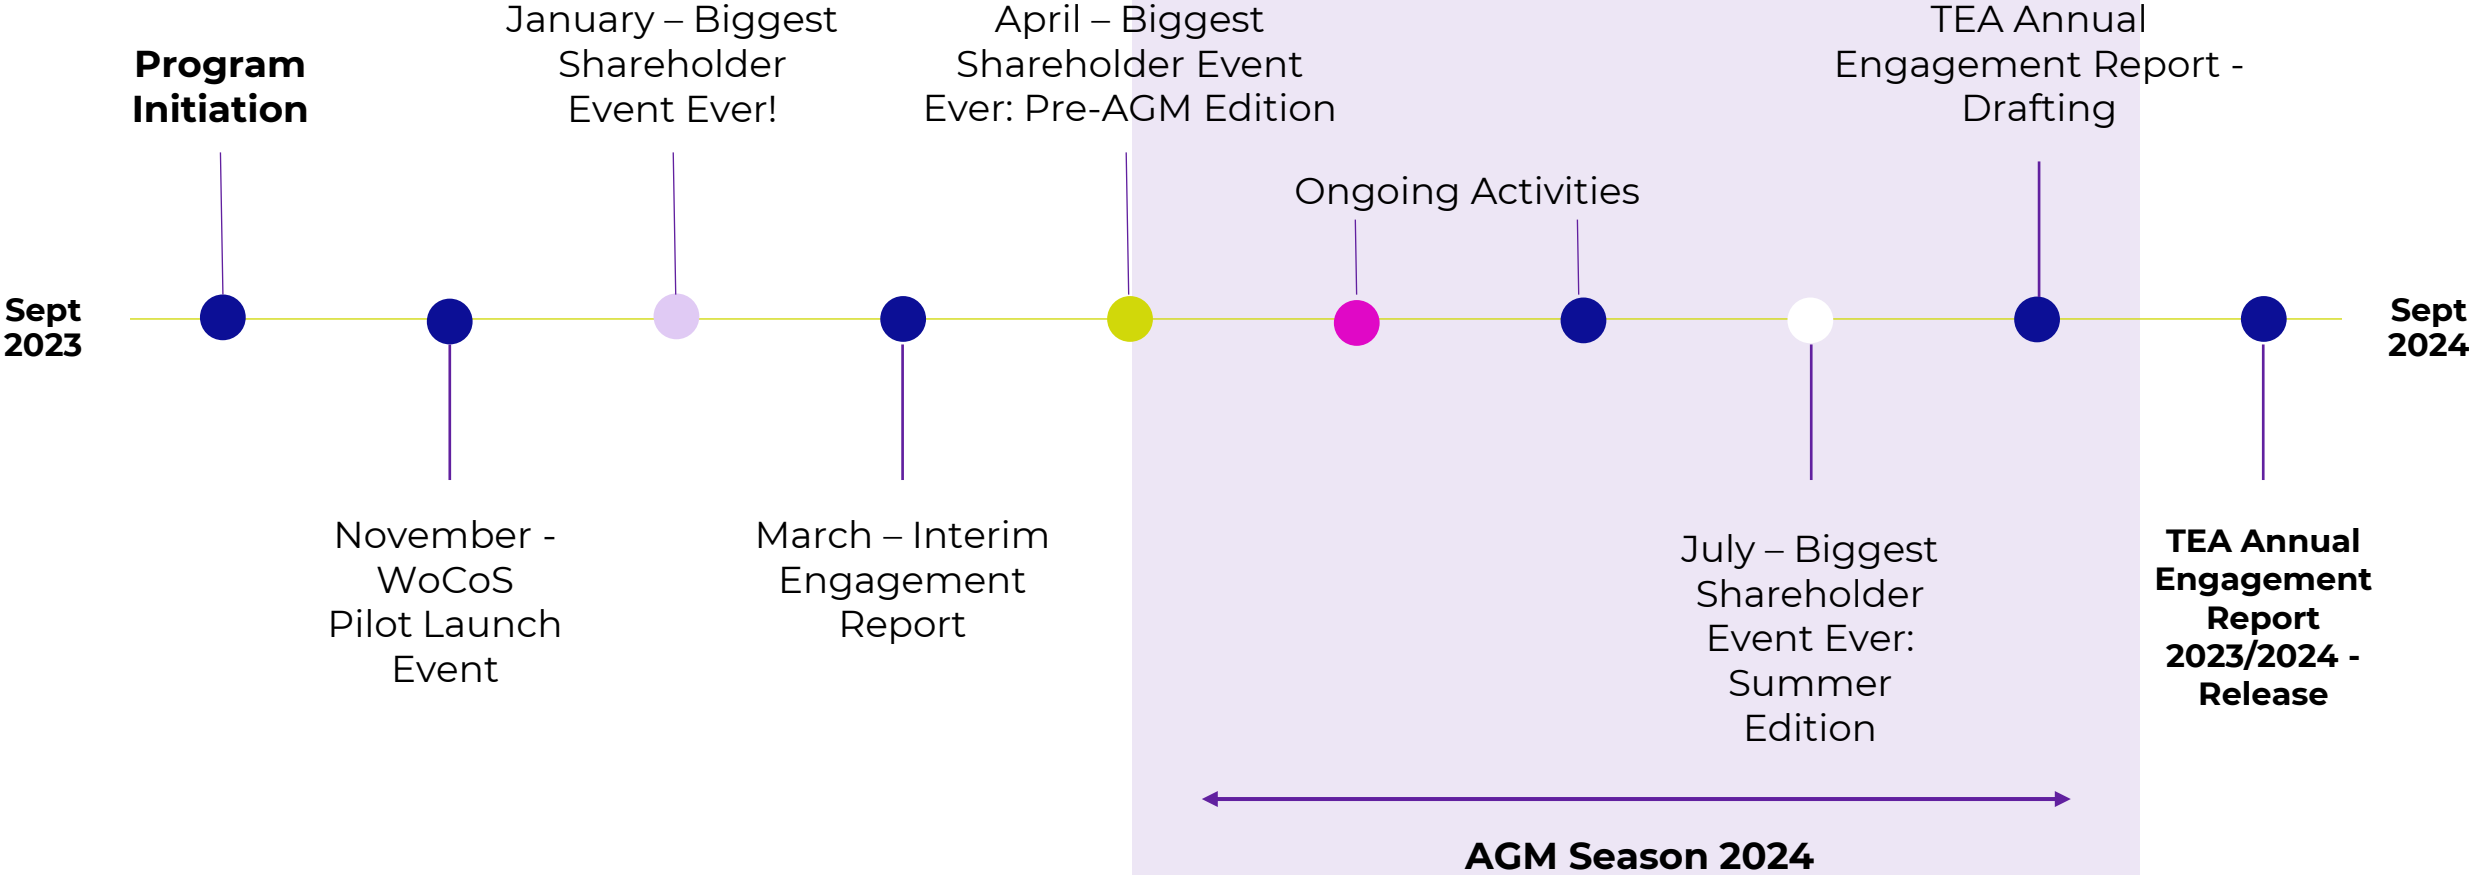 Sept
2023
Program
Initiation
November -
WoCoS
Pilot Launch
Event
January – Biggest
Shareholder
Event Ever!
March – Interim
Engagement
Report
April – Biggest
Shareholder Event
Ever: Pre-AGM Edition
Ongoing Activities
July – Biggest
Shareholder
Event Ever:
Summer
Edition
TEA Annual
Engagement Report -
Drafting
TEA Annual
Engagement
Report
2023/2024 -
Release
Sept
2024
AGM Season 2024